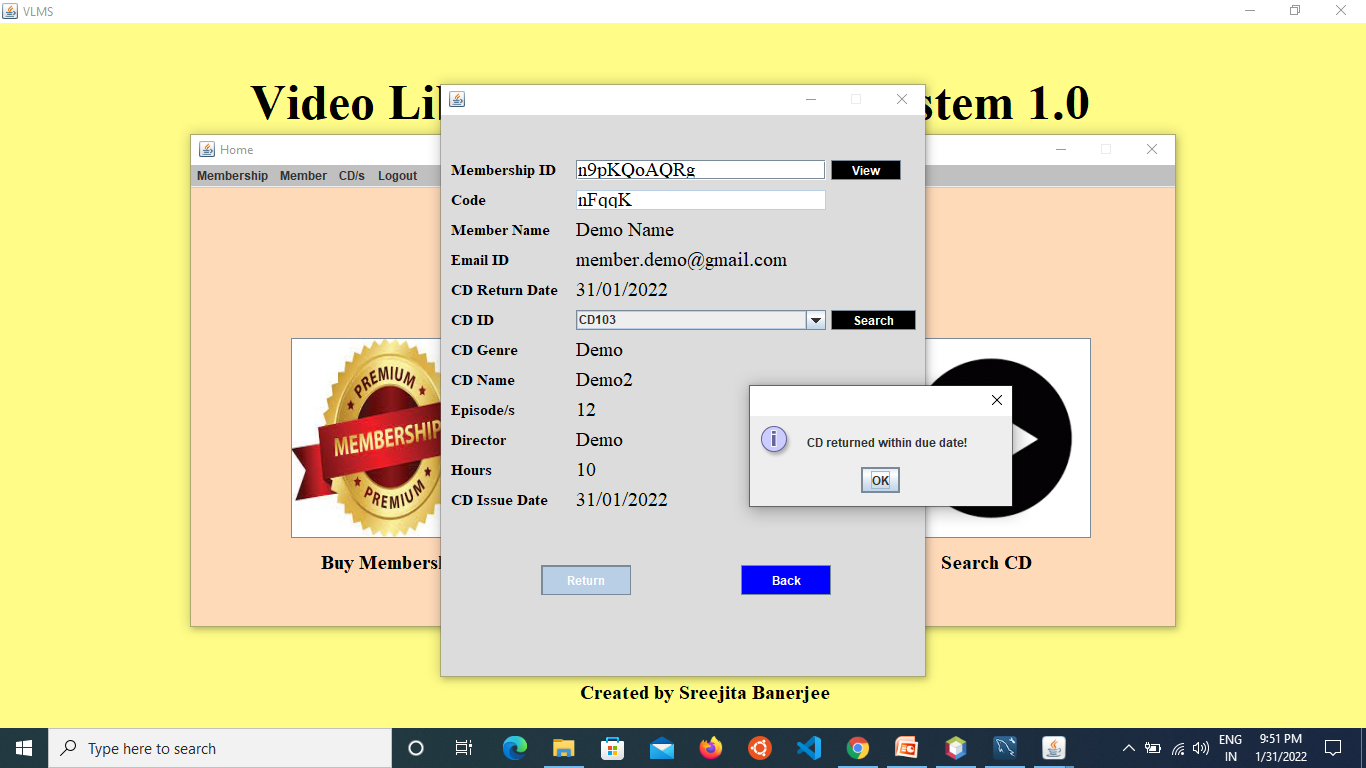 VLMS
Video Li
stem 1.0
Home
Membership Member CD/s Logout
Membership ID n9pKQoAQRg View
Code nFqqK
Member Name Demo Name
Email ID member.demo@gmail.com
CD Return Date 31/01/2022
CD ID CD103 Search
CD Genre Demo
CD Name Demo2
Episode/s 12
Director Demo
Hours 10
CD Issue Date 31/01/2022
Return Back
PREMIUM
MEMBERSHIP
PREMIUM
CD returned within due date!
OK
Buy Members
Search CD
Created by Sreejita Banerjee
Type here to search
ENG
IN
9:51 PM
1/31/2022